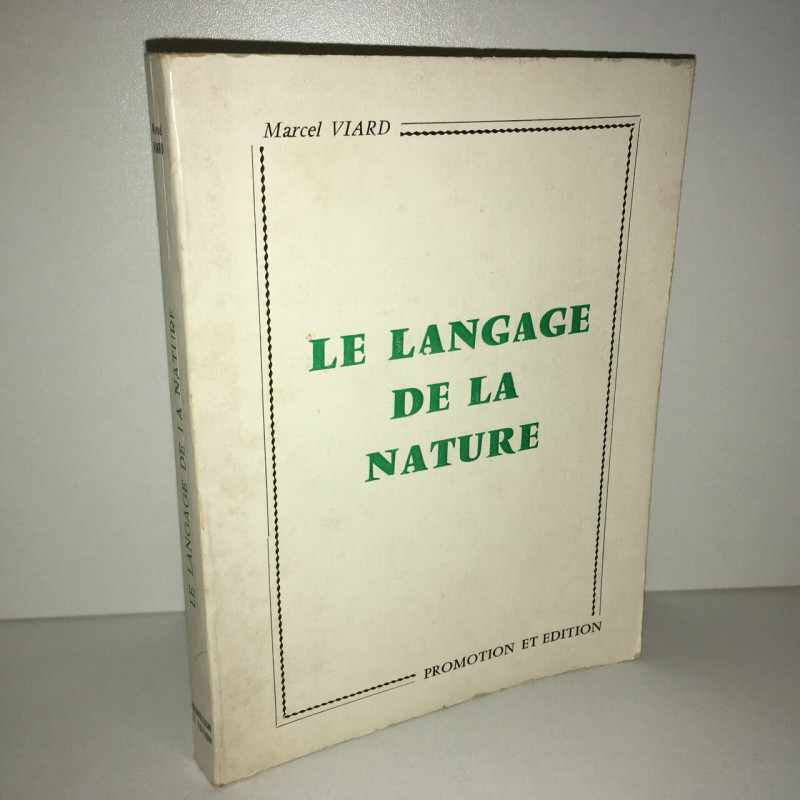 Marcel VIARD
LE LANGAGE
DE LA
NATURE
PROMOTION ET EDITION
LE LANGAGE DE LA NATURE